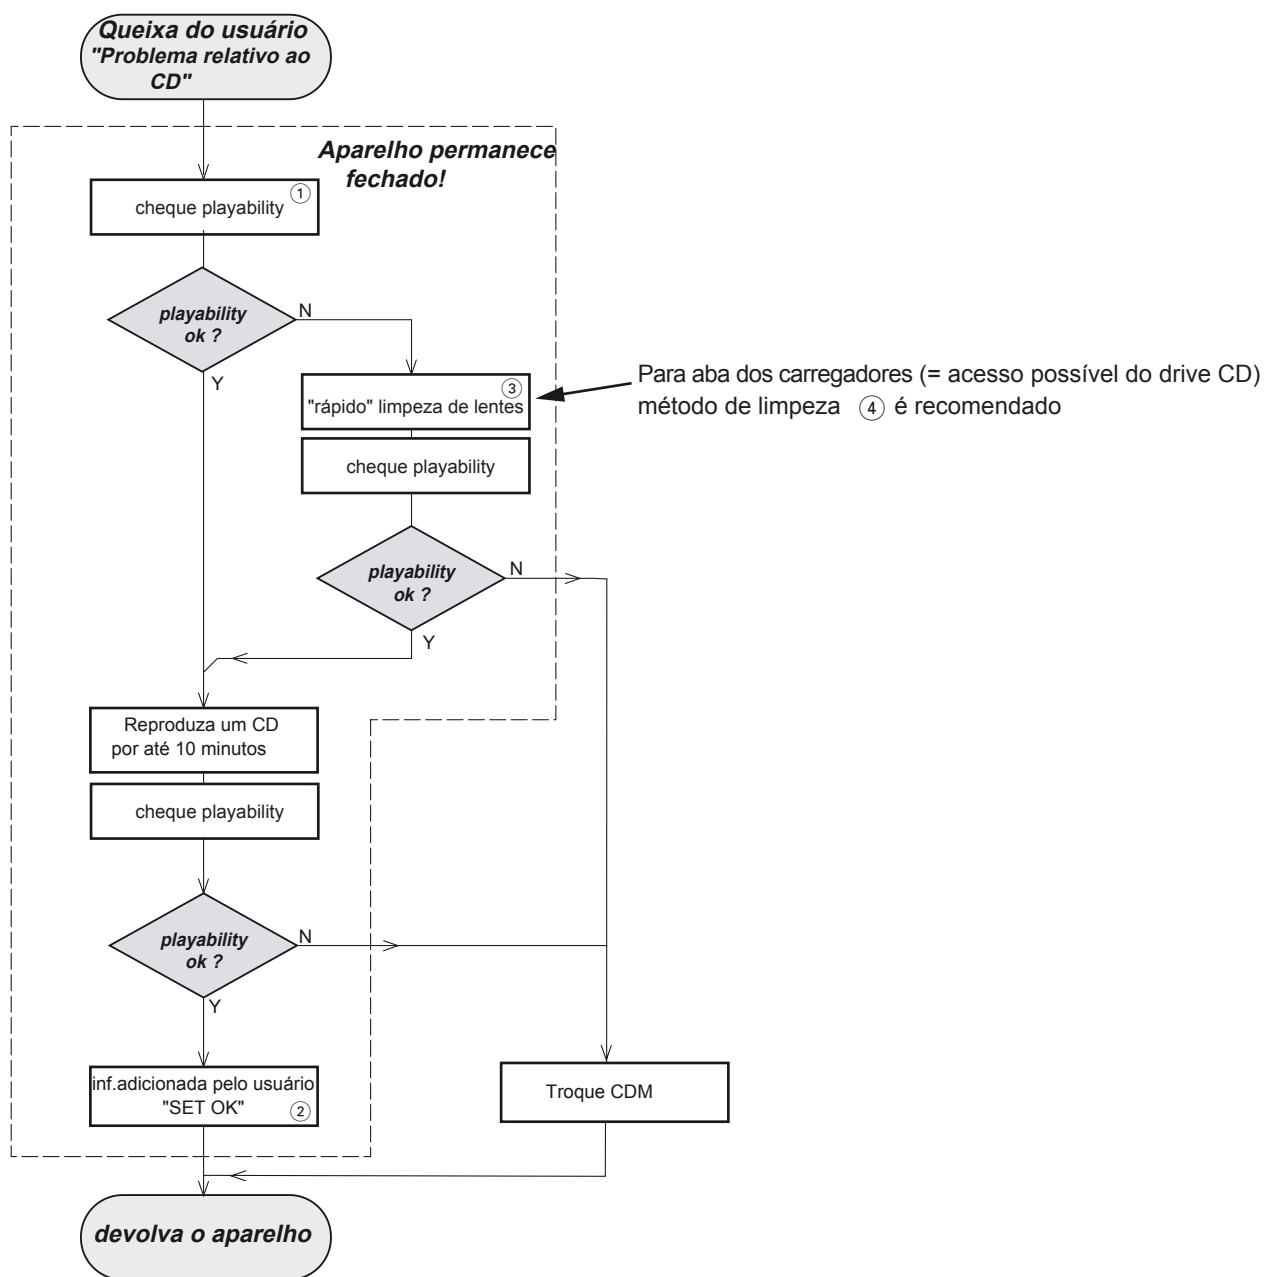 Queixa do usuário
"Problema relativo ao
CD"
Aparelho permanece
fechado!
cheque playability
1
playability
ok ?
N
Y
3
"rápido" limpeza de lentes
Para aba dos carregadores (= acesso possível do drive CD)
método de limpeza 4 é recomendado
cheque playability
playability
ok ?
N
Y
Reproduza um CD
por até 10 minutos
cheque playability
playability
ok ?
N
Y
inf.adicionada pelo usuário
"SET OK" 2
Troque CDM
devolva o aparelho